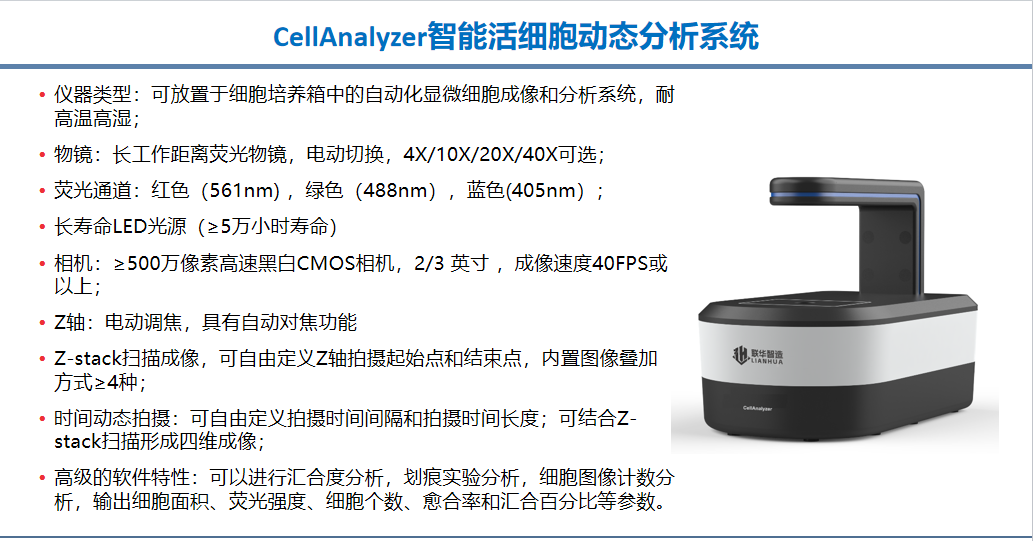 CellAnalyzer智能活细胞动态分析系统
• 仪器类型：可放置于细胞培养箱中的自动化显微细胞成像和分析系统，耐
高温高湿；
• 物镜：长工作距离荧光物镜，电动切换，4X/10X/20X/40X可选；
• 荧光通道：红色（561nm)，绿色（488nm），蓝色(405nm）；
• 长寿命LED光源（≥5万小时寿命）
• 相机：≥500万像素高速黑白CMOS相机，2/3 英寸 ，成像速度40FPS或
以上；
• Z轴：电动调焦，具有自动对焦功能
• Z-stack扫描成像，可自由定义Z轴拍摄起始点和结束点，内置图像叠加
方式≥4种；
• 时间动态拍摄：可自由定义拍摄时间间隔和拍摄时间长度；可结合Z-
stack扫描形成四维成像；
• 高级的软件特性：可以进行汇合度分析，划痕实验分析，细胞图像计数分
析，输出细胞面积、荧光强度、细胞个数、愈合率和汇合百分比等参数。
联华智造
LIANHUA
CellAnalyzer